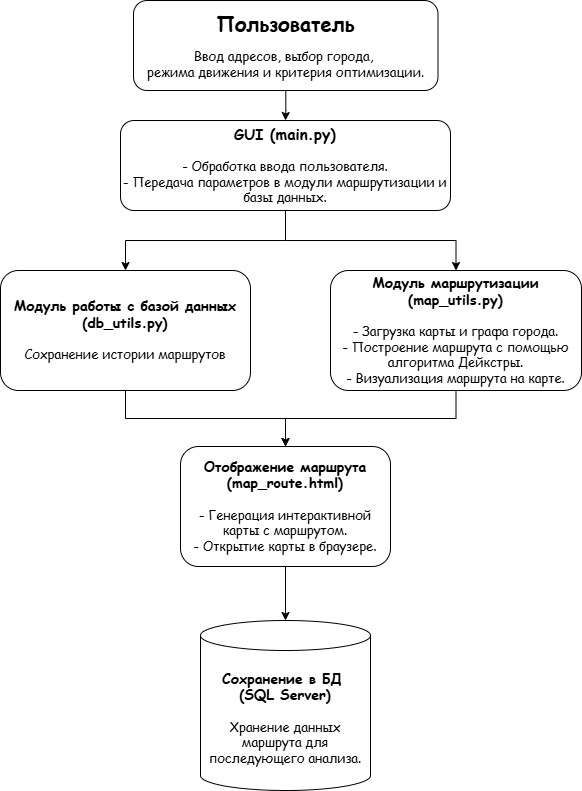 Пользователь
Ввод адресов, выбор города,
режима движения и критерия оптимизации.
GUI (main.py)
- Обработка ввода пользователя.
- Передача параметров в модули маршрутизации и
базы данных.
Модуль работы с базой данных
(db_utils.py)
Сохранение истории маршрутов
Модуль маршрутизации
(map_utils.py)
- Загрузка карты и графа города.
- Построение маршрута с помощью
алгоритма Дейкстры.
- Визуализация маршрута на карте.
Отображение маршрута
(map_route.html)
- Генерация интерактивной
карты с маршрутом.
- Открытие карты в браузере.
Сохранение в БД
(SQL Server)
Хранение данных
маршрута для
последующего анализа.